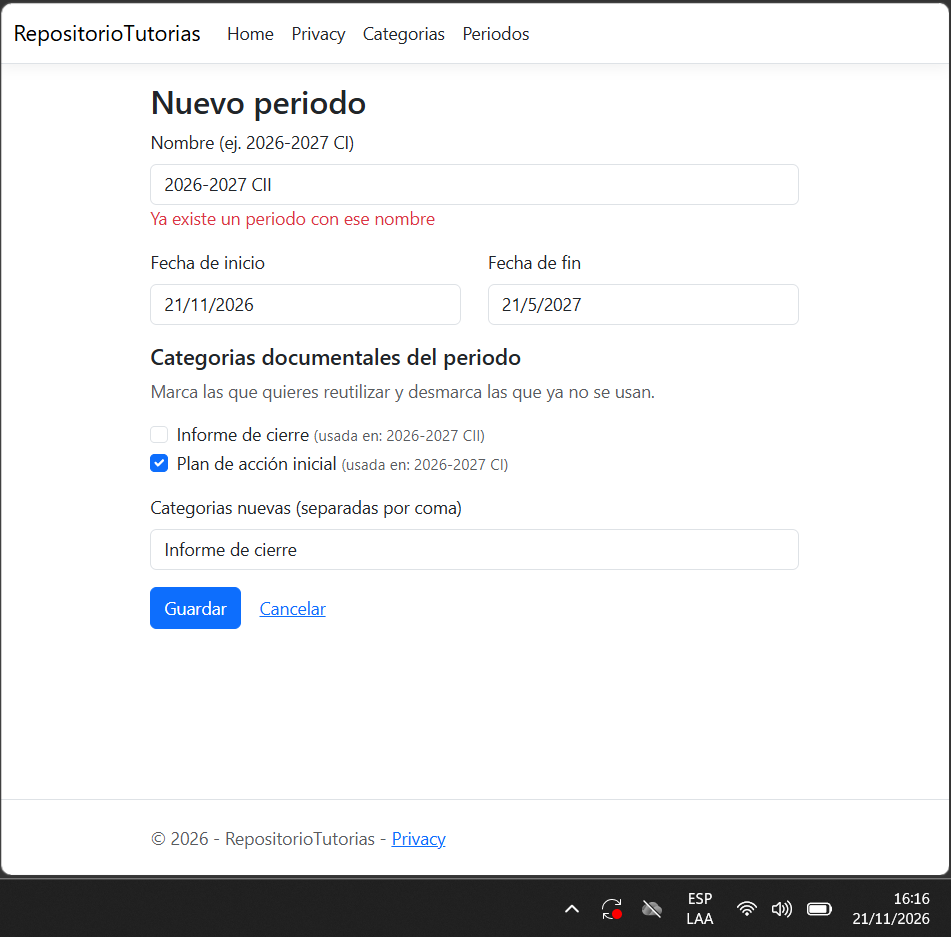 RepositorioTutorias Home Privacy Categorias Periodos
Nuevo periodo
Nombre (ej. 2026-2027 CI)
2026-2027 CII
Ya existe un periodo con ese nombre
Fecha de inicio Fecha de fin
21/11/2026 21/5/2027
Categorias documentales del periodo
Marca las que quieres reutilizar y desmarca las que ya no se usan.
Informe de cierre (usada en: 2026-2027 CII)
Plan de acción inicial (usada en: 2026-2027 CI)
Categorias nuevas (separadas por coma)
Informe de cierre
Guardar Cancelar
© 2026 - RepositorioTutorias - Privacy
ESP 16:16
LAA 21/11/2026